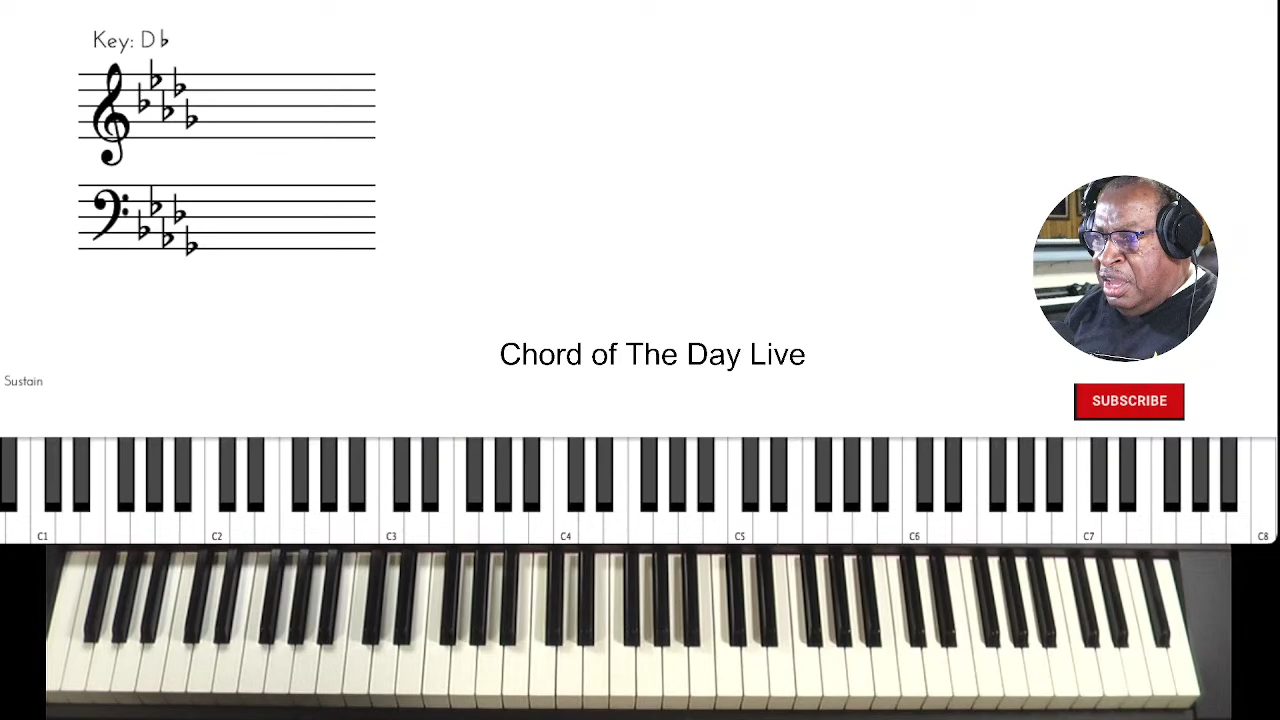 Key: D♭
Chord of The Day Live
Sustain
SUBSCRIBE
C1 C2 C3 C4 C5 C6 C7 C8